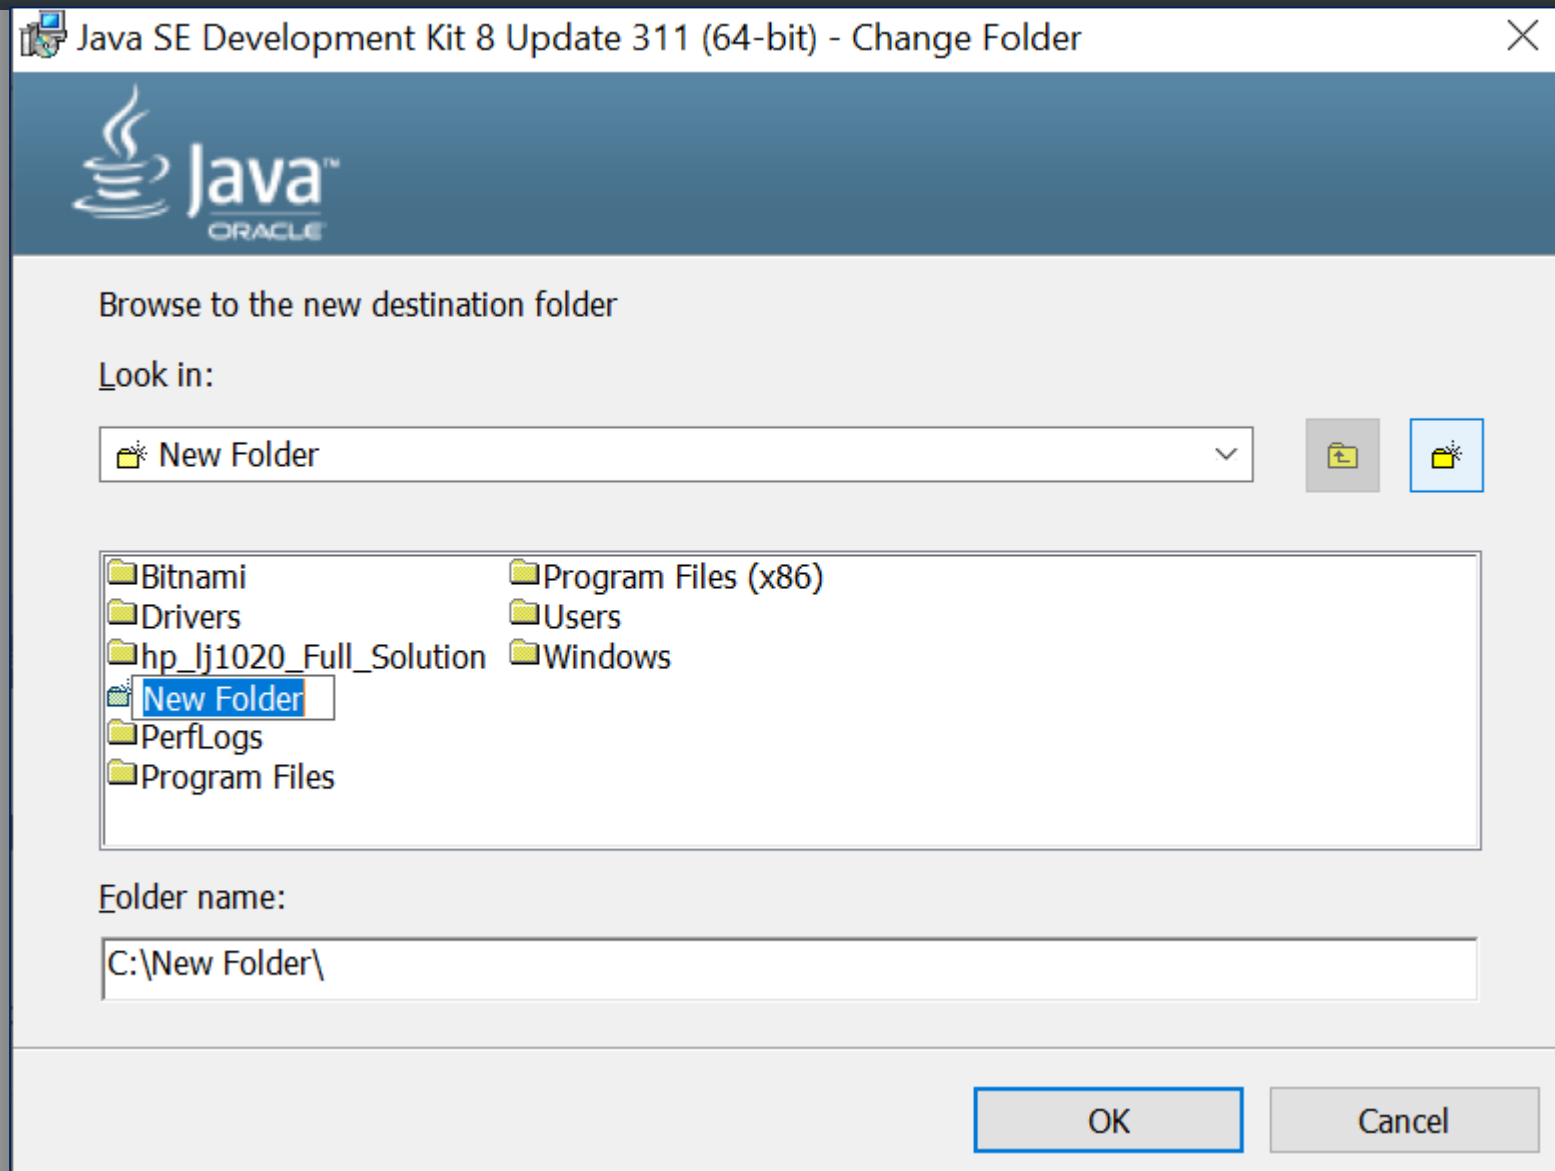 Java SE Development Kit 8 Update 311 (64-bit) - Change Folder
Java™
ORACLE
Browse to the new destination folder
Look in:
New Folder
Bitnami
Drivers
hp_lj1020_Full_Solution
New Folder
PerfLogs
Program Files
Program Files (x86)
Users
Windows
Folder name:
C:\New Folder\
OK
Cancel